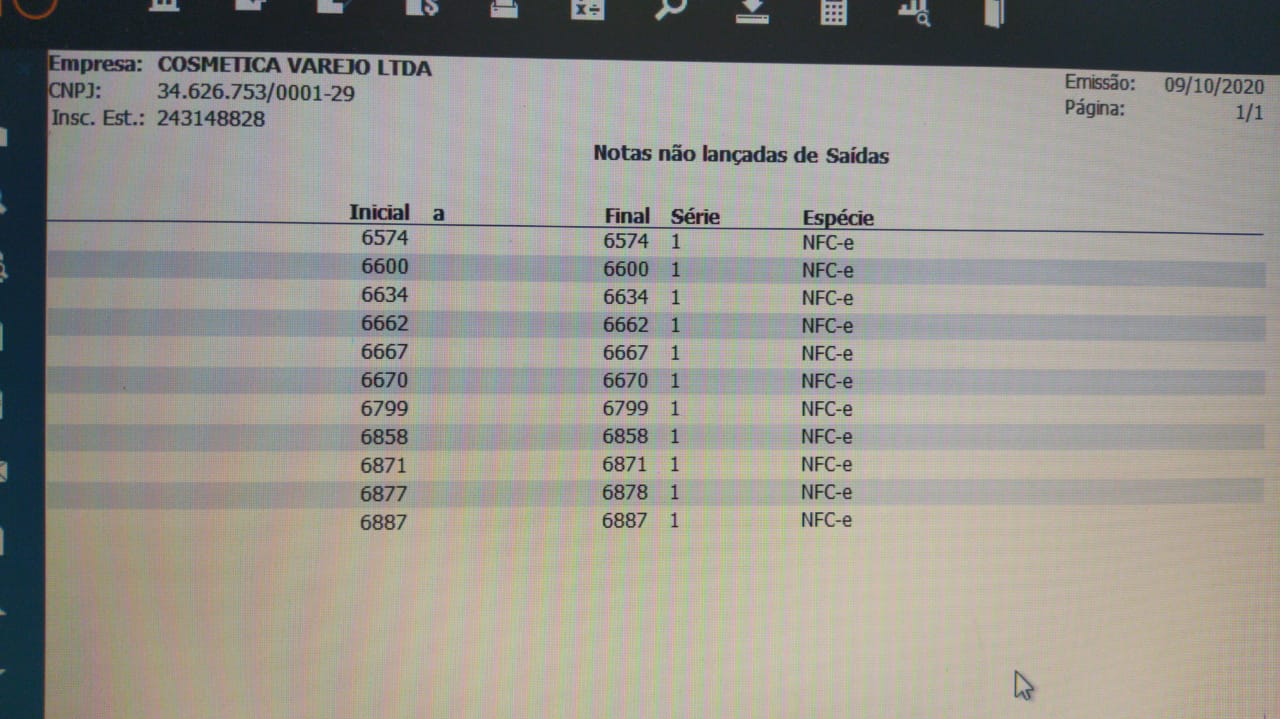 Empresa: COSMETICA VAREJO LTDA
CNPJ: 34.626.753/0001-29
Insc. Est.: 243148828
Emissão: 09/10/2020
Página: 1/1
Notas não lançadas de Saídas
Inicial a Final Série Espécie
6574 6574 1 NFC-e
6600 6600 1 NFC-e
6634 6634 1 NFC-e
6662 6662 1 NFC-e
6667 6667 1 NFC-e
6670 6670 1 NFC-e
6799 6799 1 NFC-e
6858 6858 1 NFC-e
6871 6871 1 NFC-e
6877 6878 1 NFC-e
6887 6887 1 NFC-e